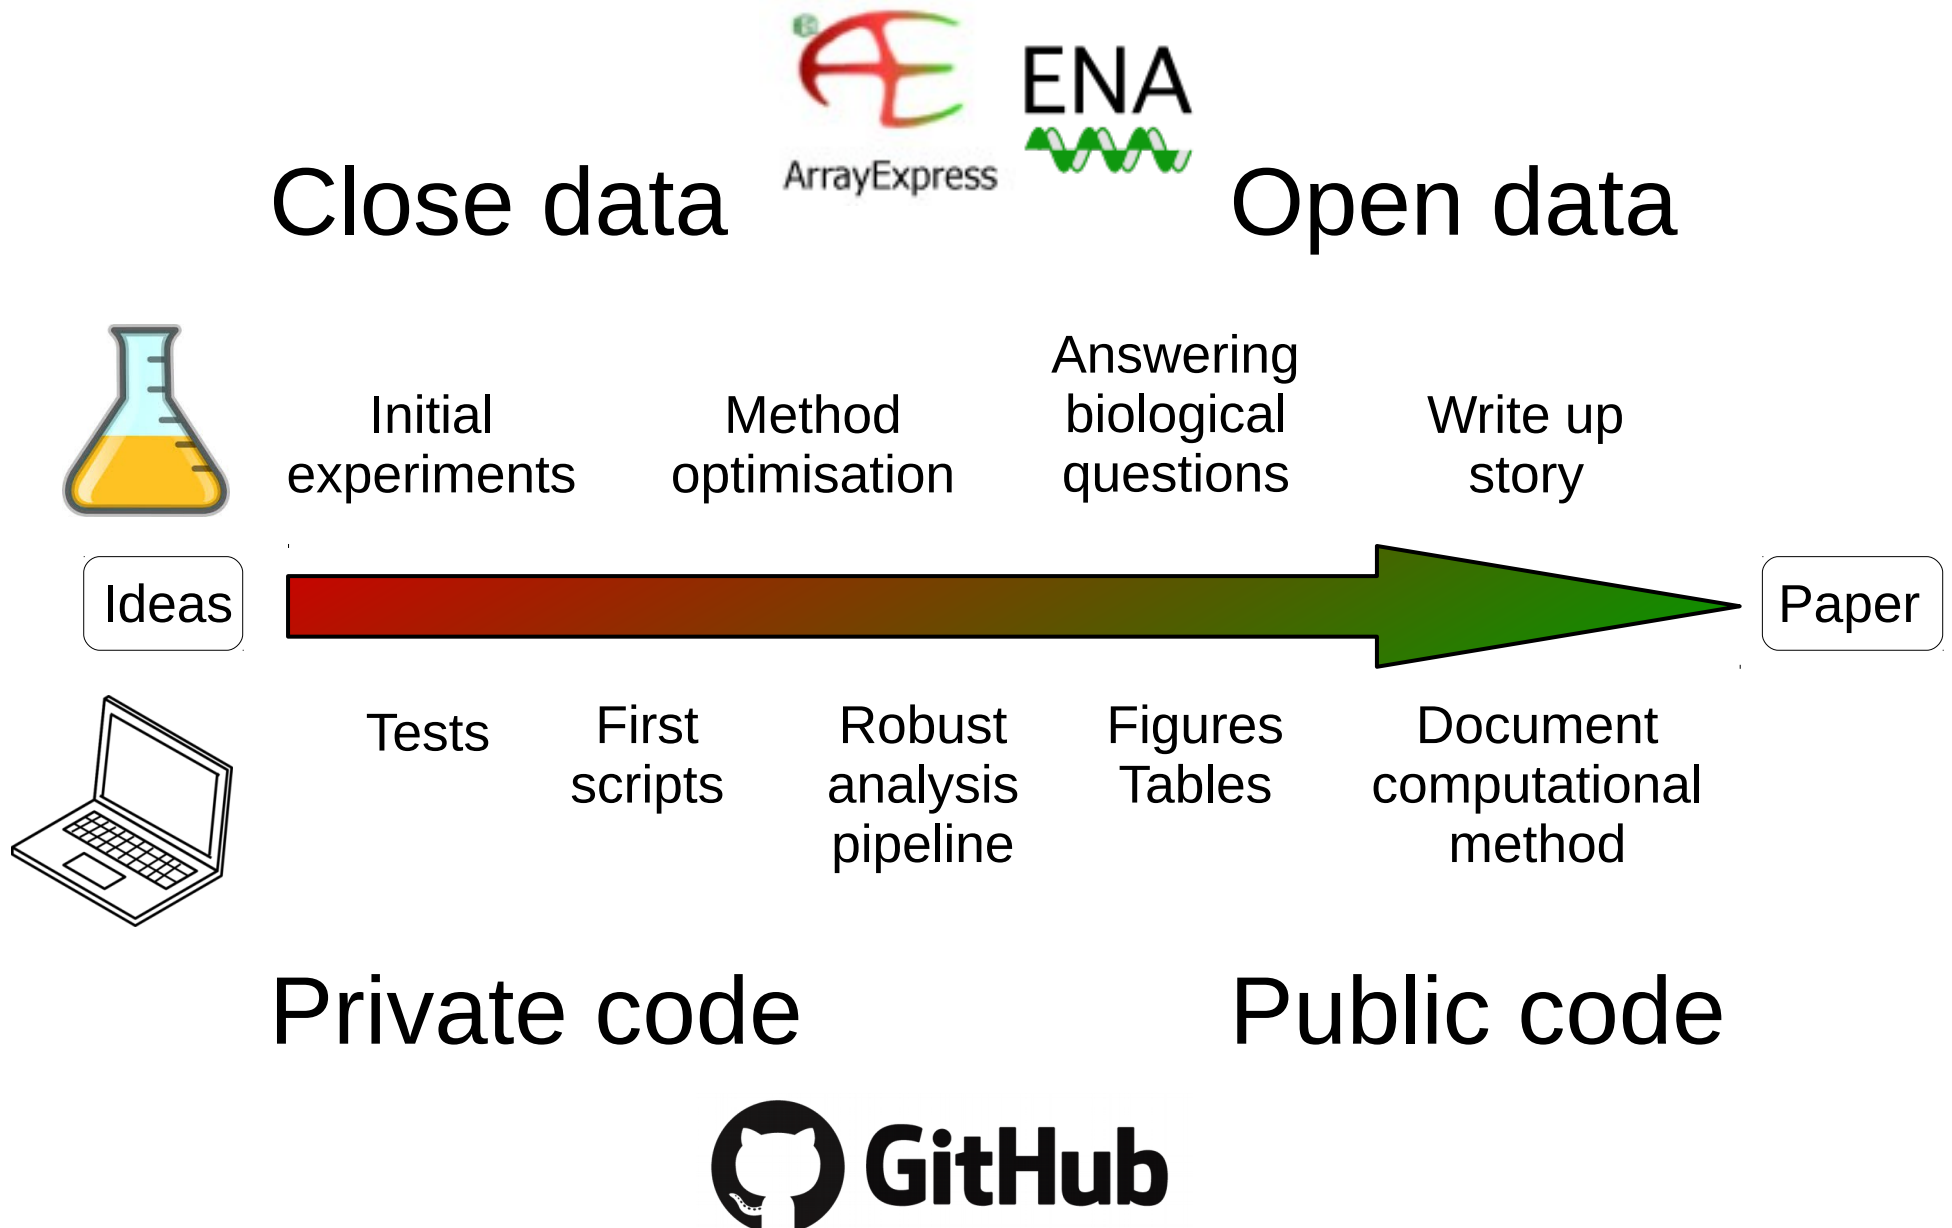 ArrayExpress
ENA
Close data
Open data
Initial
experiments
Method
optimisation
Answering
biological
questions
Write up
story
Ideas
Paper
Tests
First
scripts
Robust
analysis
pipeline
Figures
Tables
Document
computational
method
Private code
Public code
GitHub